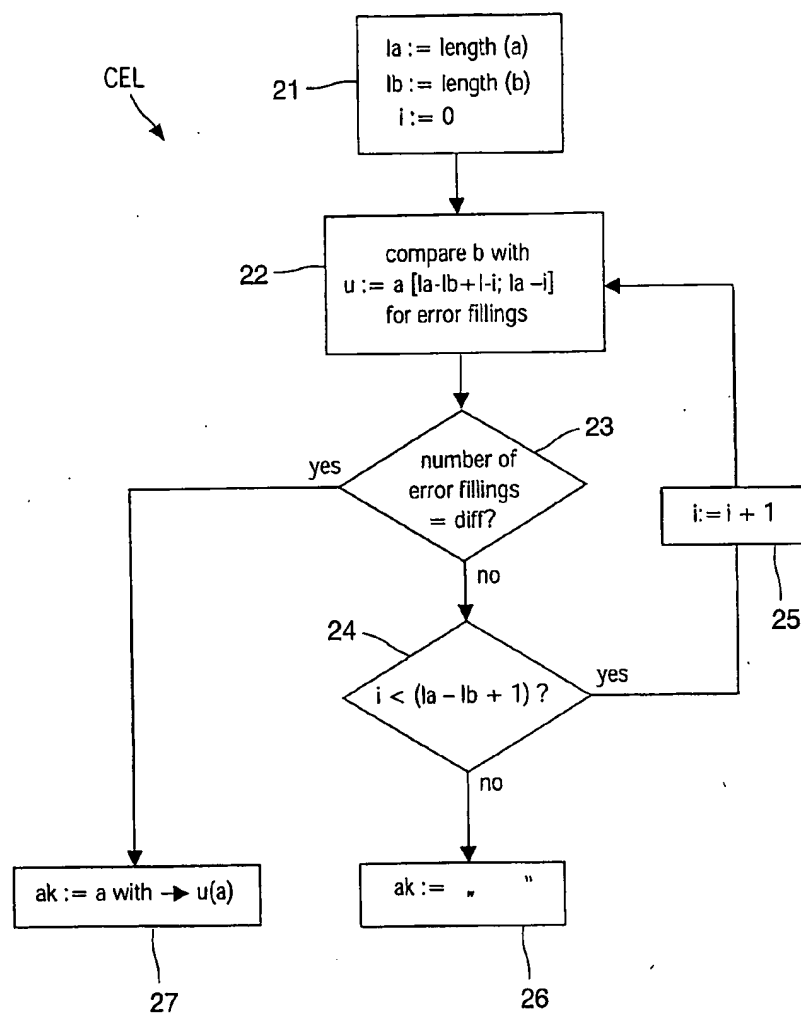 CEL
21
la := length (a)
lb := length (b)
i := 0
22
compare b with
u := a [la-lb+l-i; la-i]
for error fillings
23
yes
number of
error fillings
= diff?
no
i:= i + 1
25
24
i < (la - lb + 1) ?
yes
no
ak := a with → u(a)
27
ak := „ "
26